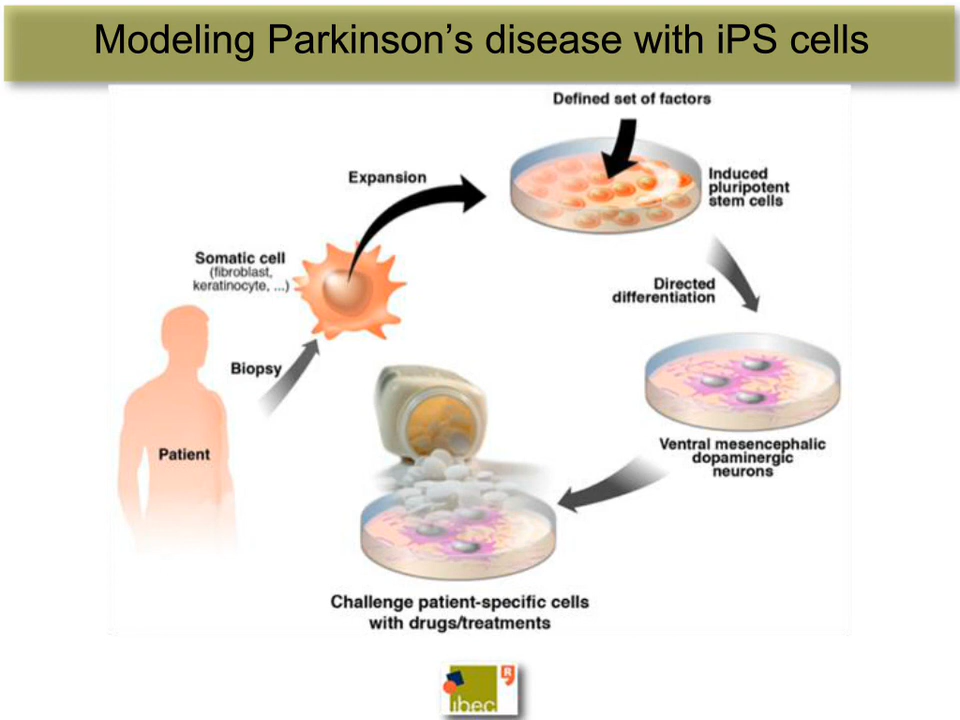 Modeling Parkinson’s disease with iPS cells
Defined set of factors
Expansion
Induced
pluripotent
stem cells
Somatic cell
(fibroblast,
keratinocyte, ...)
Directed
differentiation
Biopsy
Patient
Ventral mesencephalic
dopaminergic
neurons
Challenge patient-specific cells
with drugs/treatments
R
ibec